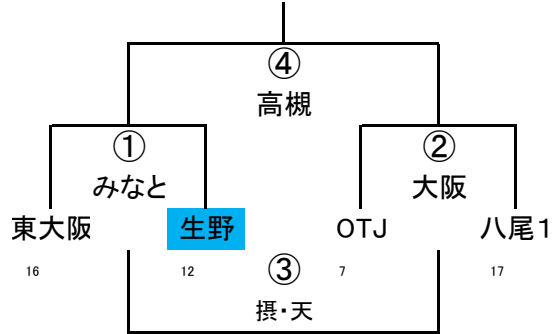 ④
高槻
① ②
みなと 大阪
東大阪 生野 OTJ 八尾1
16 12 ③ 7 17
摂・天